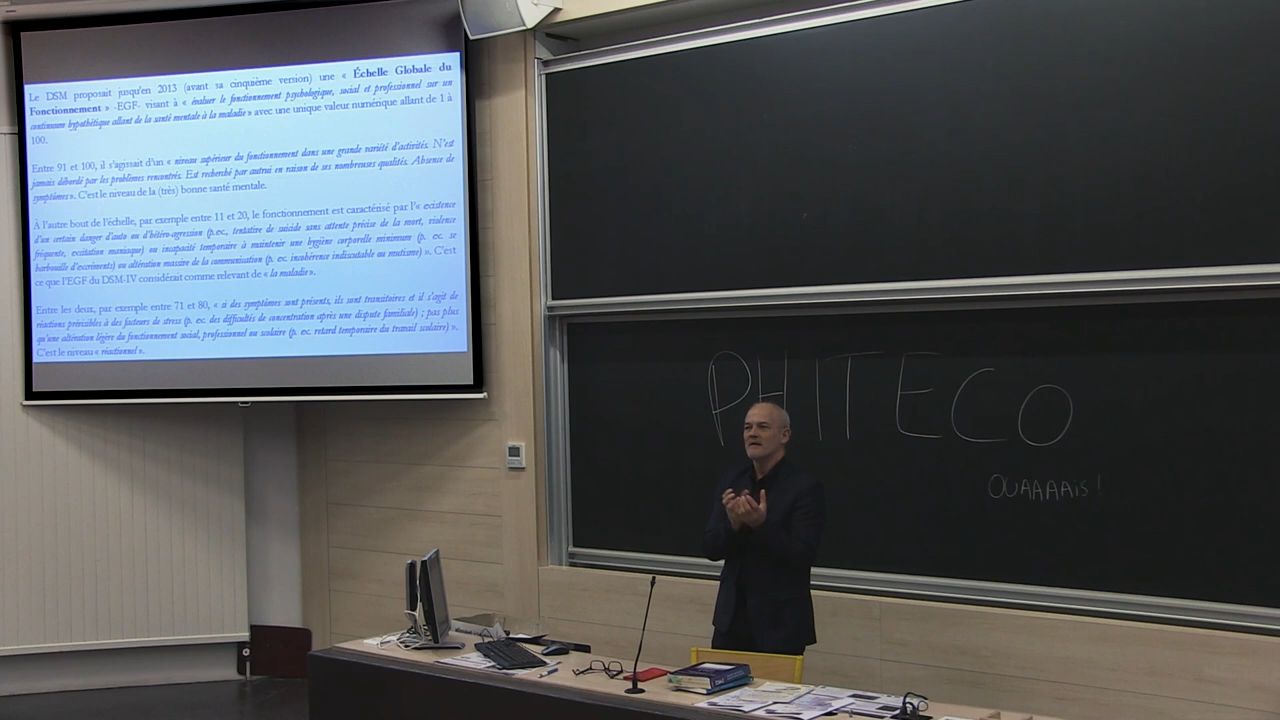 Le DSM proposait jusqu'en 2013 (avant sa cinquième version) une « Échelle Globale du
Fonctionnement » -EGF- visant à « évaluer le fonctionnement psychologique, social et professionnel sur un
continuum hypothétique allant de la santé mentale à la maladie » avec une unique valeur numérique allant de 1 à
100.
Entre 91 et 100, il s'agissait d'un « niveau supérieur du fonctionnement dans une grande variété d'activités. N'est
jamais débordé par les problèmes rencontrés. Est recherché par autrui en raison de ses nombreuses qualités. Absence de
symptômes ». C'est le niveau de la (très) bonne santé mentale.
À l'autre bout de l'échelle, par exemple entre 11 et 20, le fonctionnement est caractérisé par l'« existence
d'un certain danger d'auto ou d'hétéro-agression (p.ex., tentative de suicide sans attente précise de la mort, violence
fréquente, excitation maniaque) ou incapacité temporaire à maintenir une hygiène corporelle minimum (p. ex. se
barbouille d'excréments) ou altération massive de la communication (p. ex. incohérence indiscutable ou mutisme) ». C'est
ce que l'EGF du DSM-IV considérait comme relevant de « la maladie ».
Entre les deux, par exemple entre 71 et 80, « si des symptômes sont présents, ils sont transitoires et il s'agit de
réactions prévisibles à des facteurs de stress (p. ex. des difficultés de concentration après une dispute familiale) ; pas plus
qu'une altération légère du fonctionnement social, professionnel ou scolaire (p. ex. retard temporaire du travail scolaire) ».
C'est le niveau « réactionnel ».
PHITECO
OUAAAAiS !